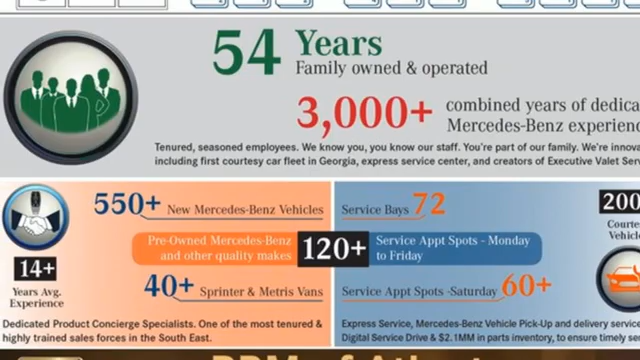 54 Years
Family owned & operated
3,000+ combined years of dedica
Mercedes-Benz experienc
Tenured, seasoned employees. We know you, you know our staff. You're part of our family. We're innova
including first courtesy car fleet in Georgia, express service center, and creators of Executive Valet Serv
550+ New Mercedes-Benz Vehicles
Pre-Owned Mercedes-Benz
and other quality makes
120+
40+ Sprinter & Metris Vans
14+
Years Avg.
Experience
Dedicated Product Concierge Specialists. One of the most tenured &
highly trained sales forces in the South East.
Service Bays 72
Service Appt Spots - Monday
to Friday
Service Appt Spots -Saturday 60+
200
Courte
Vehicle
Express Service, Mercedes-Benz Vehicle Pick-Up and delivery service
Digital Service Drive & $2.1MM in parts inventory, to ensure timely se